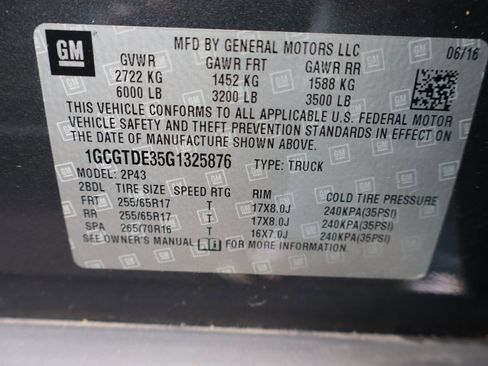 GM
MFD BY GENERAL MOTORS LLC
06/16
GVWR GAWR FRT GAWR RR
2722 KG 1452 KG 1588 KG
6000 LB 3200 LB 3500 LB
THIS VEHICLE CONFORMS TO ALL APPLICABLE U.S. FEDERAL MOTOR
VEHICLE SAFETY AND THEFT PREVENTION STANDARDS IN EFFECT ON
THE DATE OF MANUFACTURE SHOWN ABOVE.
1GCGTDE35G1325876 TYPE: TRUCK
MODEL: 2P43
2BDL TIRE SIZE SPEED RTG RIM COLD TIRE PRESSURE
FRT 255/65R17 T 17X8.0J 240KPA(35PSI)
RR 255/65R17 T 17X8.0J 240KPA(35PSI)
SPA 265/70R16 T 16X7.0J 240KPA(35PSI)
SEE OWNER'S MANUAL FOR MORE INFORMATION.